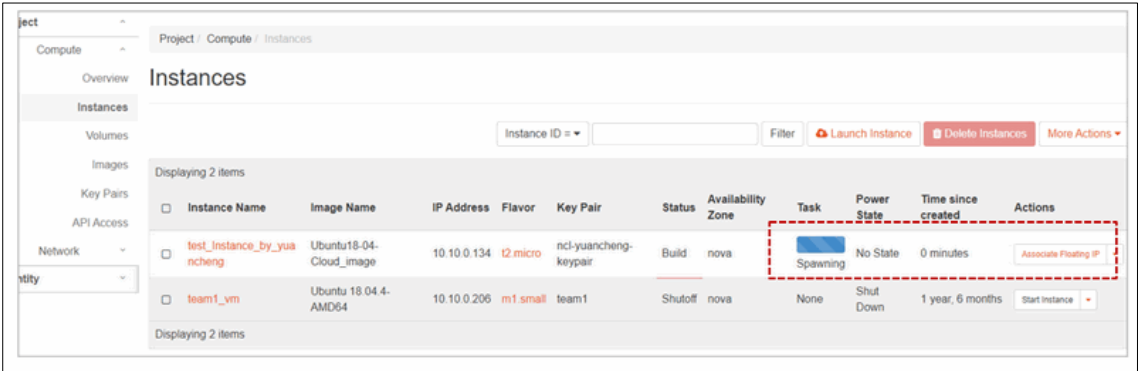 ject
Project / Compute / Instances
Compute
Overview
Instances
Instances
Volumes
Instance ID =
Filter
Launch Instance
Delete Instances
More Actions
Images
Displaying 2 items
Key Pairs
API Access
Network
ntity
Instance Name Image Name IP Address Flavor Key Pair Status Availability Zone Task Power State Time since created Actions
test_Instance_by_yua
ncheng
Ubuntu18-04-
Cloud_image
10.10.0.134 t2.micro
ncl-yuancheng-
keypair
Build nova
Spawning
No State 0 minutes Associate Floating IP
team1_vm
Ubuntu 18.04.4-
AMD64
10.10.0.206 m1.small team1 Shutoff nova None
Shut
Down
1 year, 6 months Start Instance
Displaying 2 items